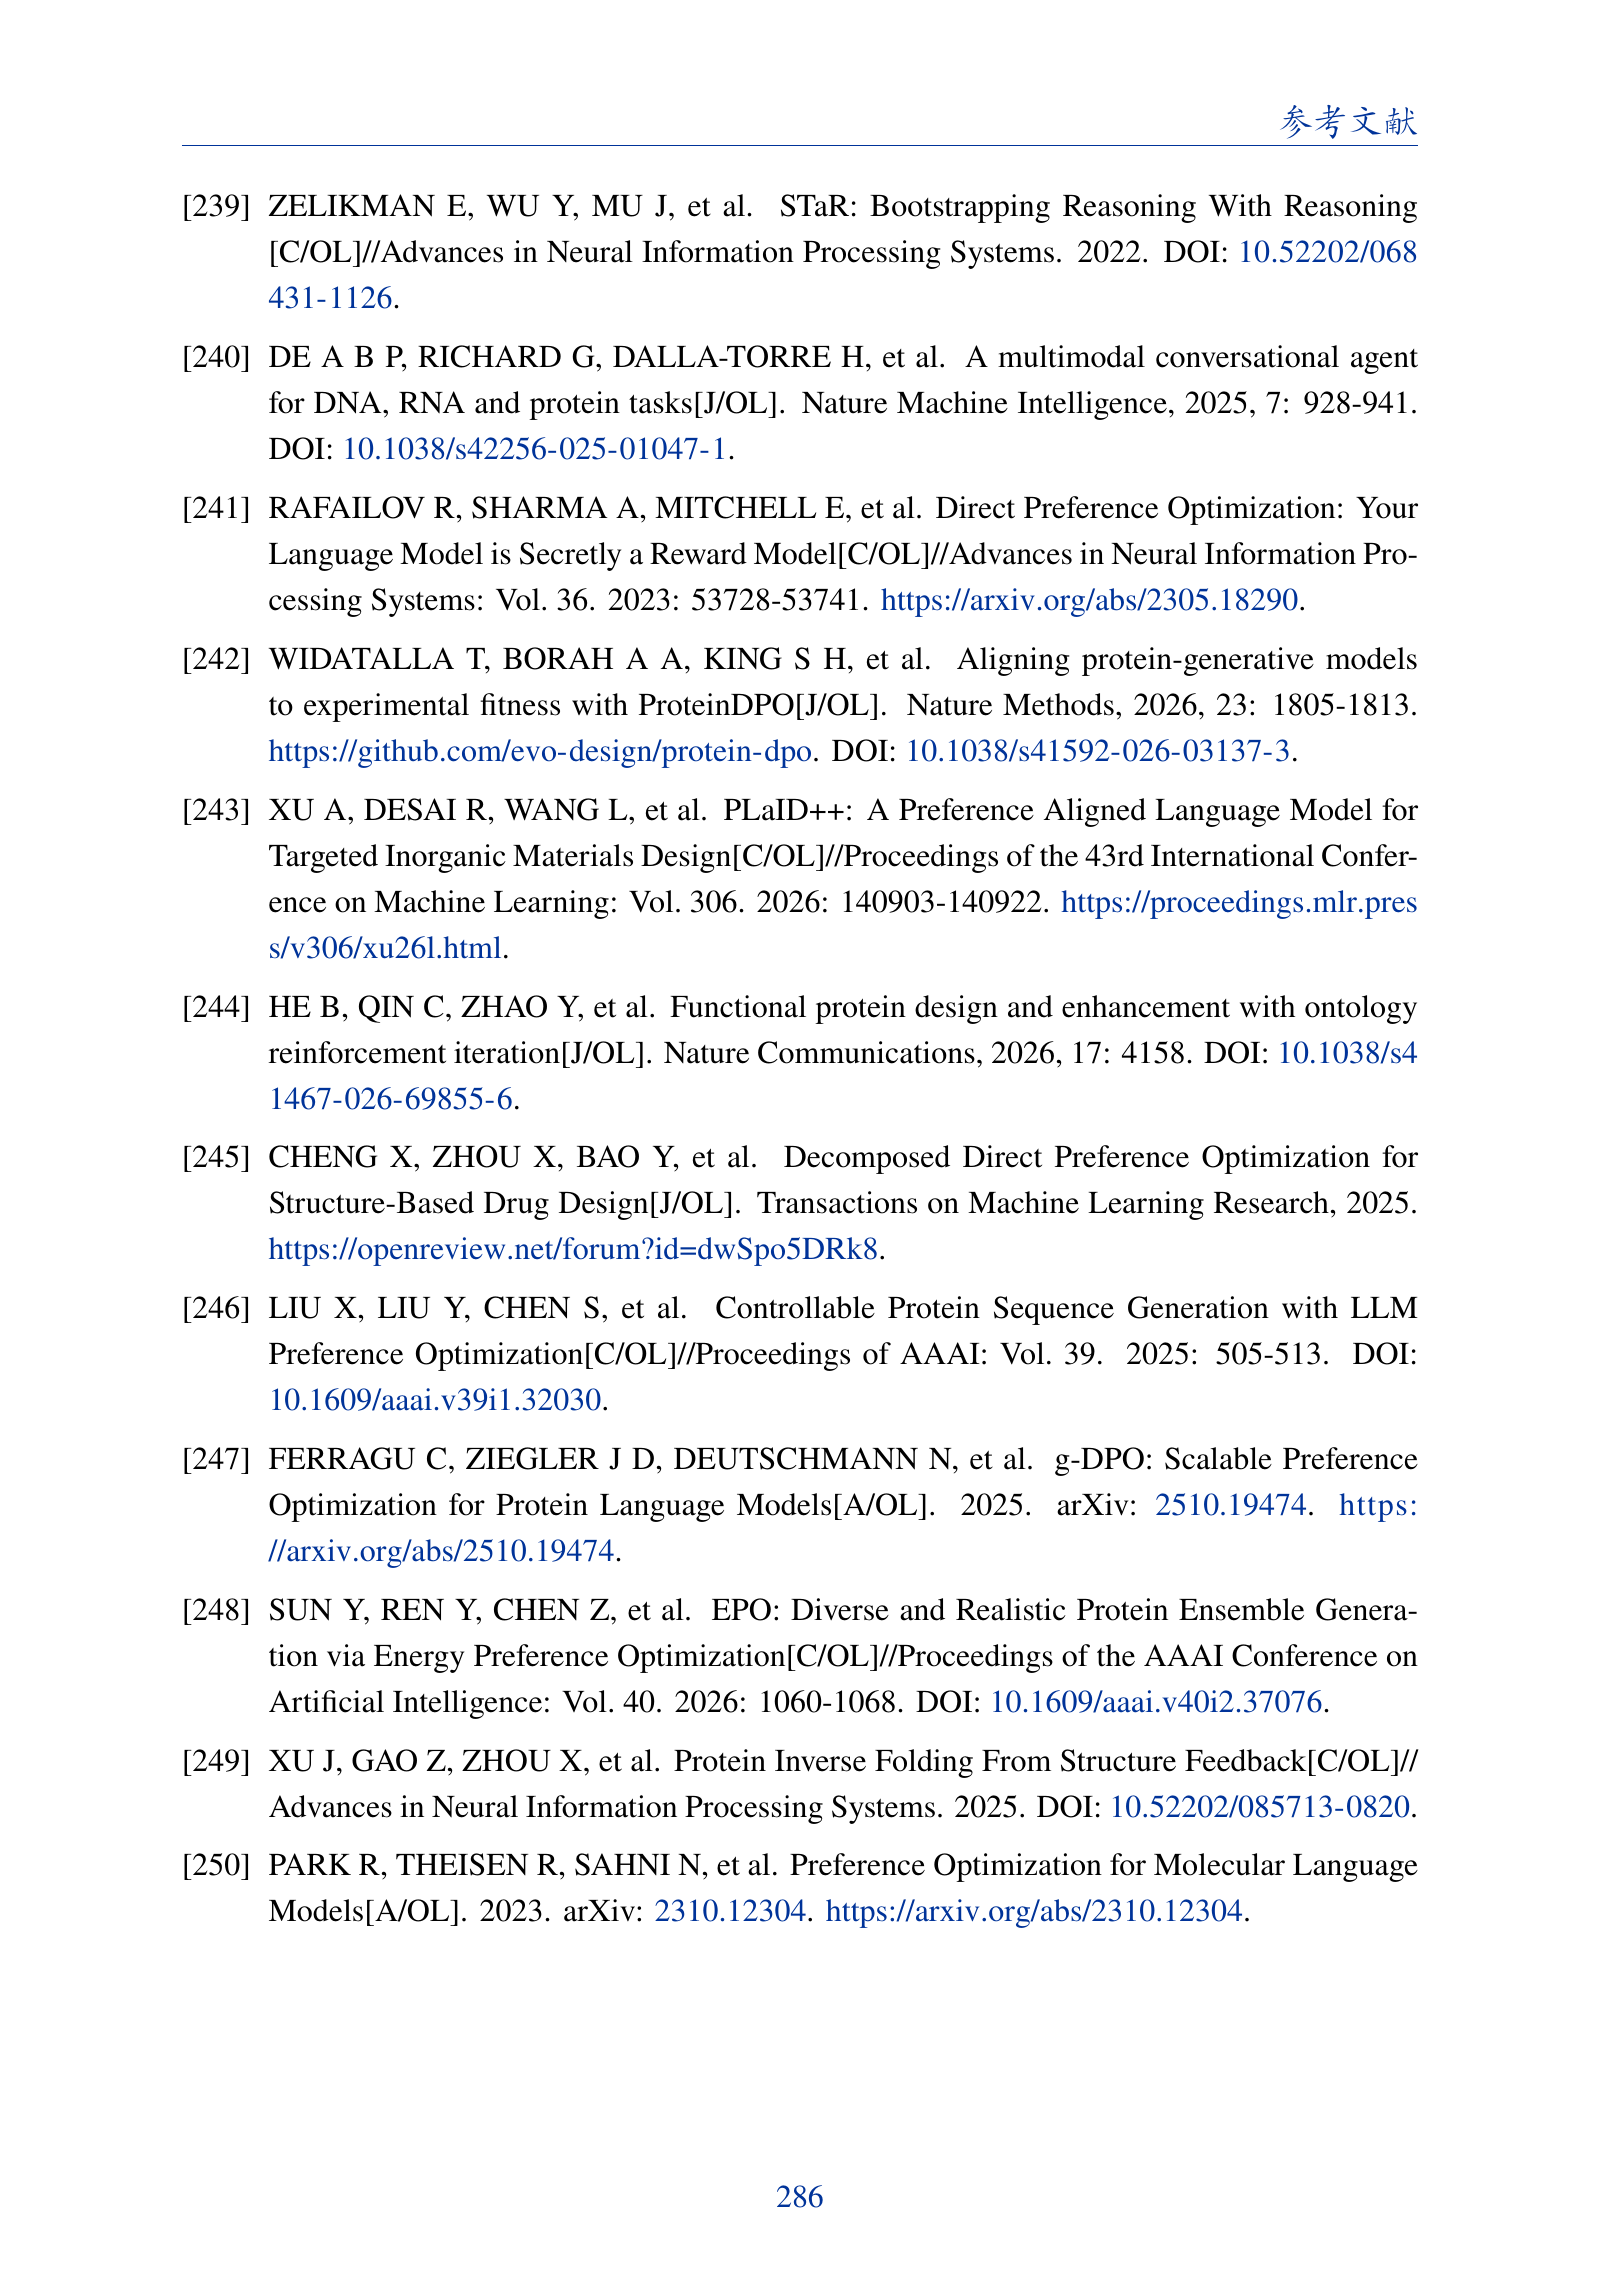 参考文献
[239] ZELIKMAN E, WU Y, MU J, et al. STaR: Bootstrapping Reasoning With Reasoning
[C/OL]//Advances in Neural Information Processing Systems. 2022. DOI: 10.52202/068
431-1126.
[240] DE A B P, RICHARD G, DALLA-TORRE H, et al. A multimodal conversational agent
for DNA, RNA and protein tasks[J/OL]. Nature Machine Intelligence, 2025, 7: 928-941.
DOI: 10.1038/s42256-025-01047-1.
[241] RAFAILOV R, SHARMA A, MITCHELL E, et al. Direct Preference Optimization: Your
Language Model is Secretly a Reward Model[C/OL]//Advances in Neural Information Pro-
cessing Systems: Vol. 36. 2023: 53728-53741. https://arxiv.org/abs/2305.18290.
[242] WIDATALLA T, BORAH A A, KING S H, et al. Aligning protein-generative models
to experimental fitness with ProteinDPO[J/OL]. Nature Methods, 2026, 23: 1805-1813.
https://github.com/evo-design/protein-dpo. DOI: 10.1038/s41592-026-03137-3.
[243] XU A, DESAI R, WANG L, et al. PLaID++: A Preference Aligned Language Model for
Targeted Inorganic Materials Design[C/OL]//Proceedings of the 43rd International Confer-
ence on Machine Learning: Vol. 306. 2026: 140903-140922. https://proceedings.mlr.pres
s/v306/xu26l.html.
[244] HE B, QIN C, ZHAO Y, et al. Functional protein design and enhancement with ontology
reinforcement iteration[J/OL]. Nature Communications, 2026, 17: 4158. DOI: 10.1038/s4
1467-026-69855-6.
[245] CHENG X, ZHOU X, BAO Y, et al. Decomposed Direct Preference Optimization for
Structure-Based Drug Design[J/OL]. Transactions on Machine Learning Research, 2025.
https://openreview.net/forum?id=dwSpo5DRk8.
[246] LIU X, LIU Y, CHEN S, et al. Controllable Protein Sequence Generation with LLM
Preference Optimization[C/OL]//Proceedings of AAAI: Vol. 39. 2025: 505-513. DOI:
10.1609/aaai.v39i1.32030.
[247] FERRAGU C, ZIEGLER J D, DEUTSCHMANN N, et al. g-DPO: Scalable Preference
Optimization for Protein Language Models[A/OL]. 2025. arXiv: 2510.19474. https:
//arxiv.org/abs/2510.19474.
[248] SUN Y, REN Y, CHEN Z, et al. EPO: Diverse and Realistic Protein Ensemble Genera-
tion via Energy Preference Optimization[C/OL]//Proceedings of the AAAI Conference on
Artificial Intelligence: Vol. 40. 2026: 1060-1068. DOI: 10.1609/aaai.v40i2.37076.
[249] XU J, GAO Z, ZHOU X, et al. Protein Inverse Folding From Structure Feedback[C/OL]//
Advances in Neural Information Processing Systems. 2025. DOI: 10.52202/085713-0820.
[250] PARK R, THEISEN R, SAHNI N, et al. Preference Optimization for Molecular Language
Models[A/OL]. 2023. arXiv: 2310.12304. https://arxiv.org/abs/2310.12304.
286